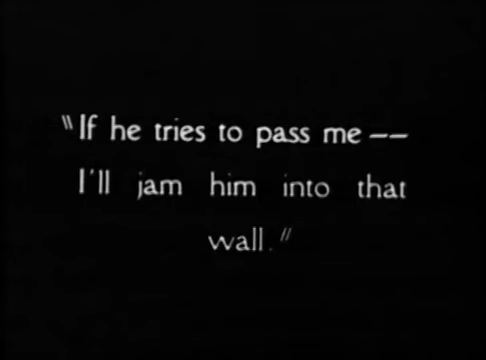 "If he tries to pass me --
I'll jam him into that
wall."